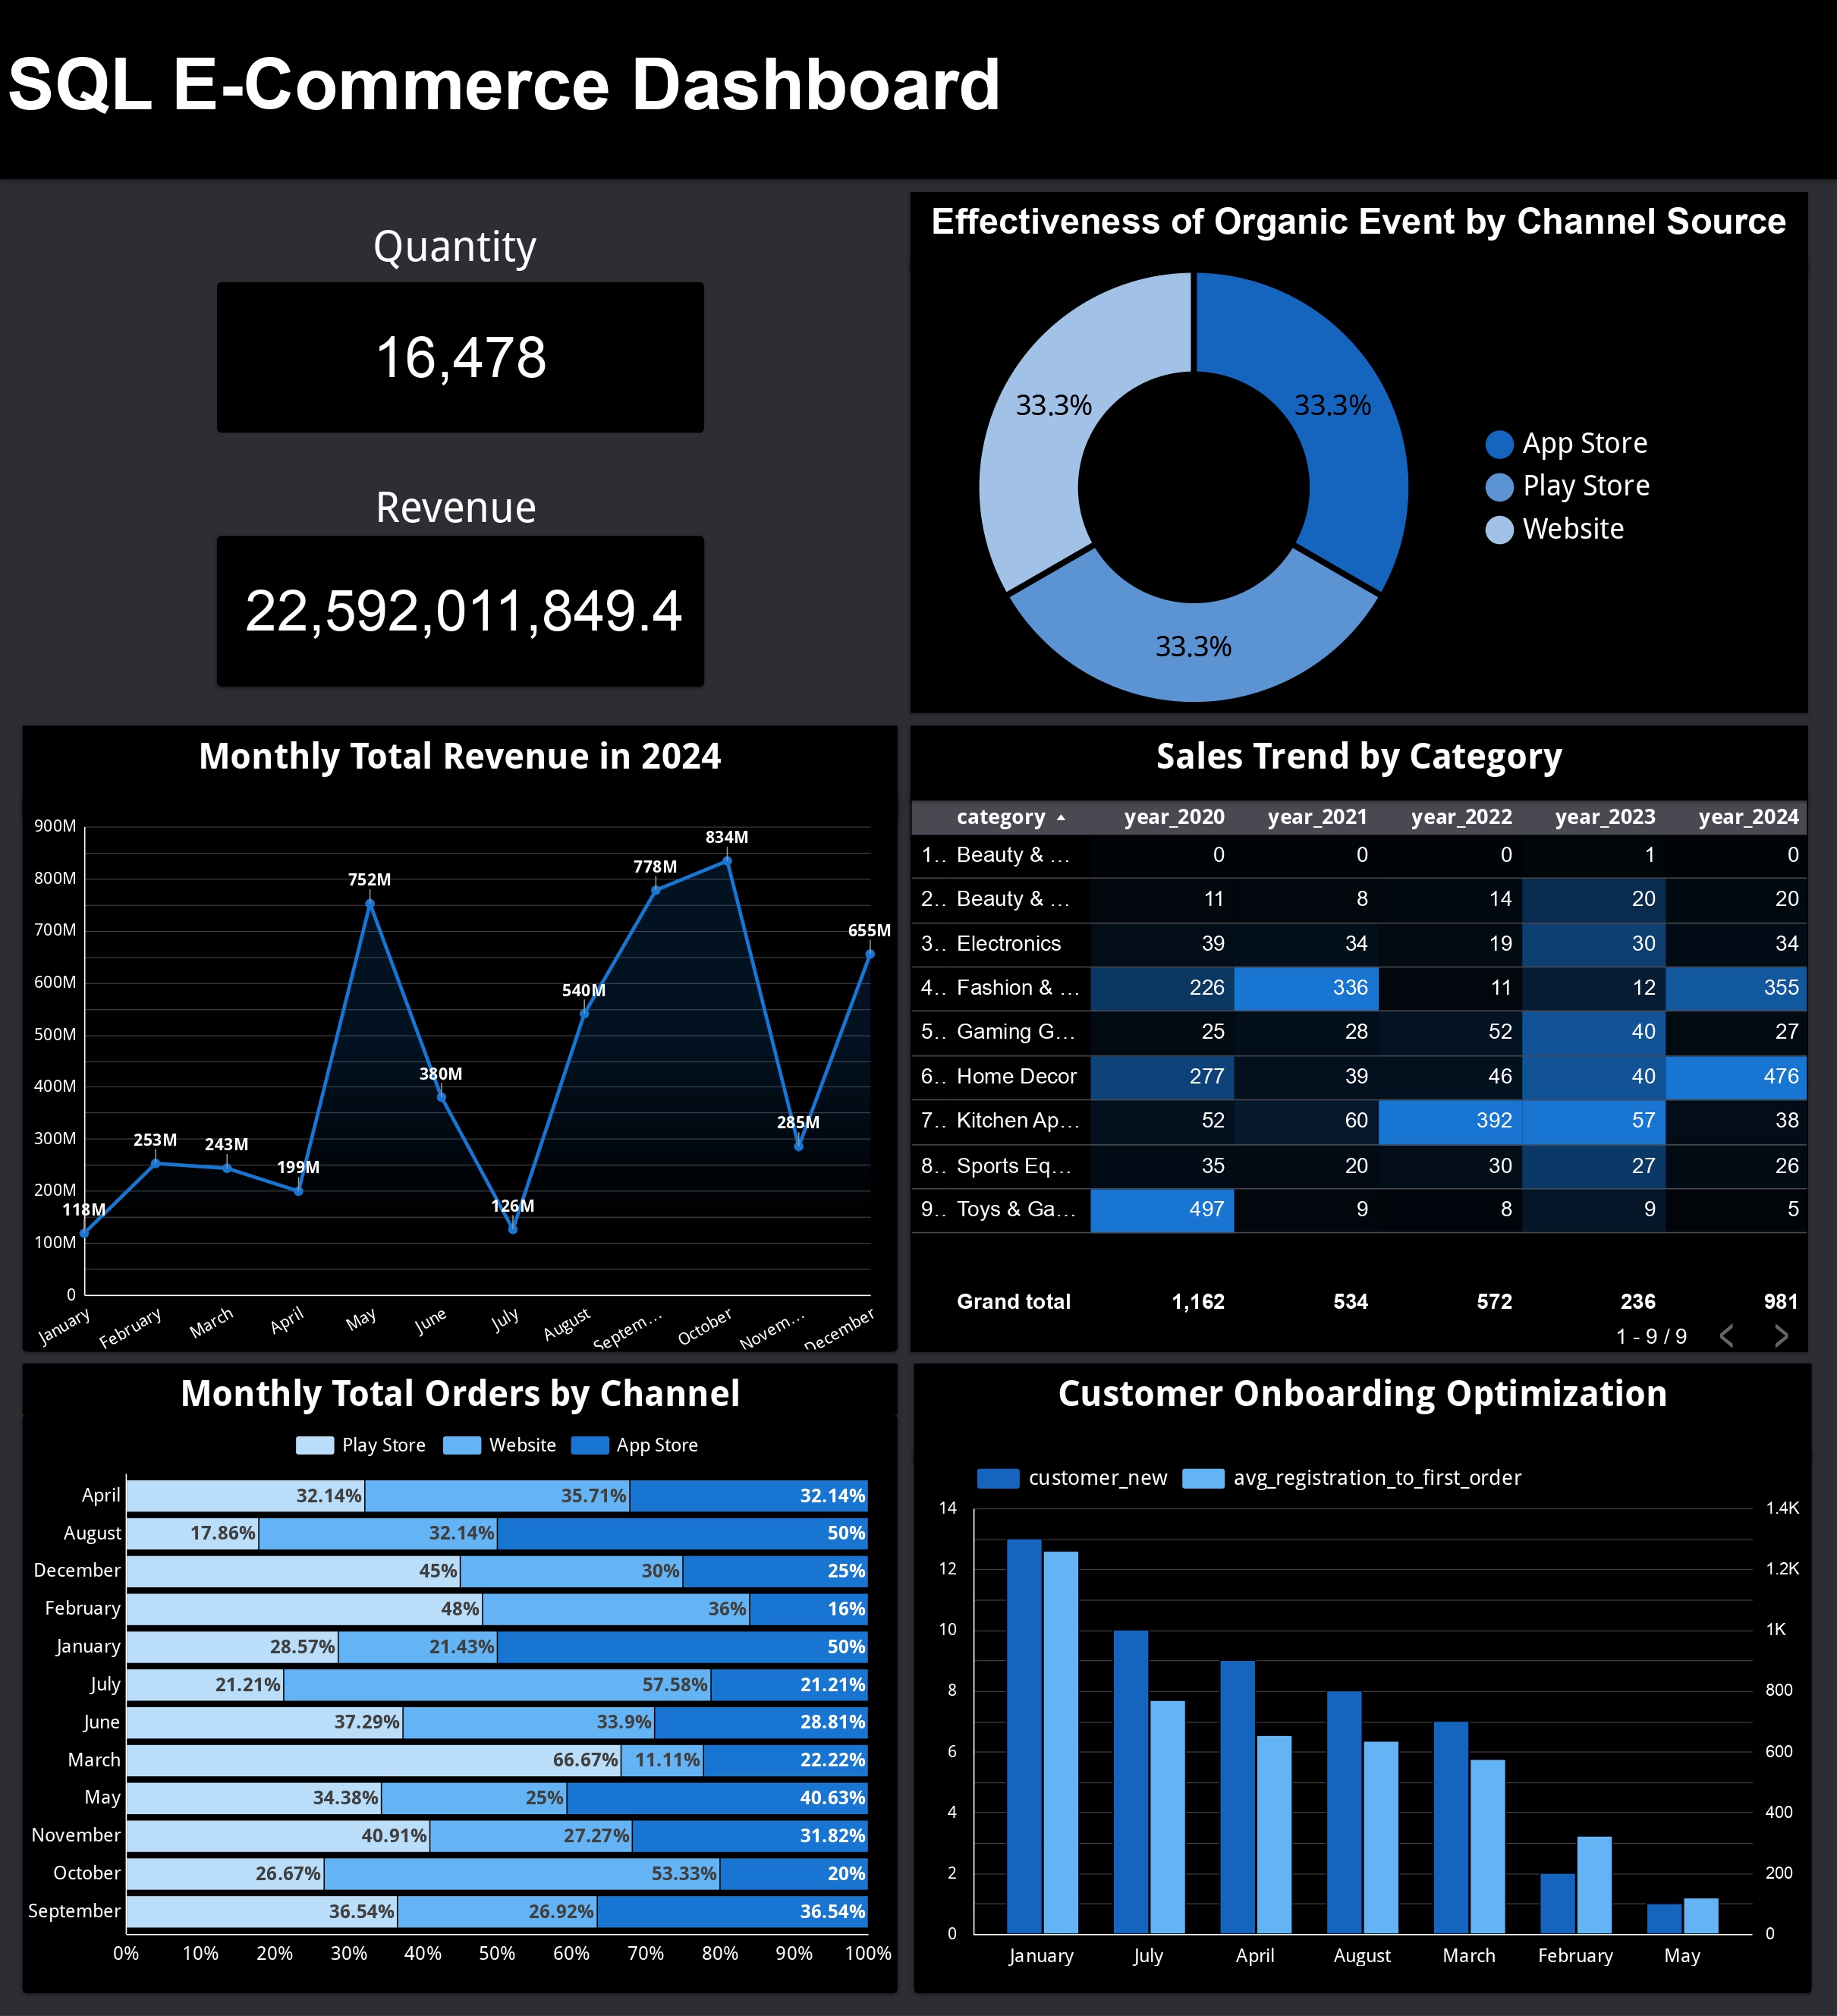 SQL E-Commerce Dashboard
Quantity
16,478
Revenue
22,592,011,849.4
Effectiveness of Organic Event by Channel Source
33.3%
33.3%
33.3%
App Store
Play Store
Website
Monthly Total Revenue in 2024
900M
800M
700M
600M
500M
400M
300M
200M
100M
0
118M
253M
243M
199M
752M
380M
126M
540M
778M
834M
285M
655M
January
February
March
April
May
June
July
August
Septem...
October
Novem...
December
Sales Trend by Category
category year_2020 year_2021 year_2022 year_2023 year_2024
1.. Beauty & ... 0 0 0 1 0
2.. Beauty & ... 11 8 14 20 20
3.. Electronics 39 34 19 30 34
4.. Fashion & ... 226 336 11 12 355
5.. Gaming G... 25 28 52 40 27
6.. Home Decor 277 39 46 40 476
7.. Kitchen Ap... 52 60 392 57 38
8.. Sports Eq... 35 20 30 27 26
9.. Toys & Ga... 497 9 8 9 5
Grand total 1,162 534 572 236 981
1 - 9 / 9
Monthly Total Orders by Channel
Play Store Website App Store
April 32.14% 35.71% 32.14%
August 17.86% 32.14% 50%
December 45% 30% 25%
February 48% 36% 16%
January 28.57% 21.43% 50%
July 21.21% 57.58% 21.21%
June 37.29% 33.9% 28.81%
March 66.67% 11.11% 22.22%
May 34.38% 25% 40.63%
November 40.91% 27.27% 31.82%
October 26.67% 53.33% 20%
September 36.54% 26.92% 36.54%
0% 10% 20% 30% 40% 50% 60% 70% 80% 90% 100%
Customer Onboarding Optimization
customer_new avg_registration_to_first_order
14 1.4K
12 1.2K
10 1K
8 800
6 600
4 400
2 200
0 0
January July April August March February May